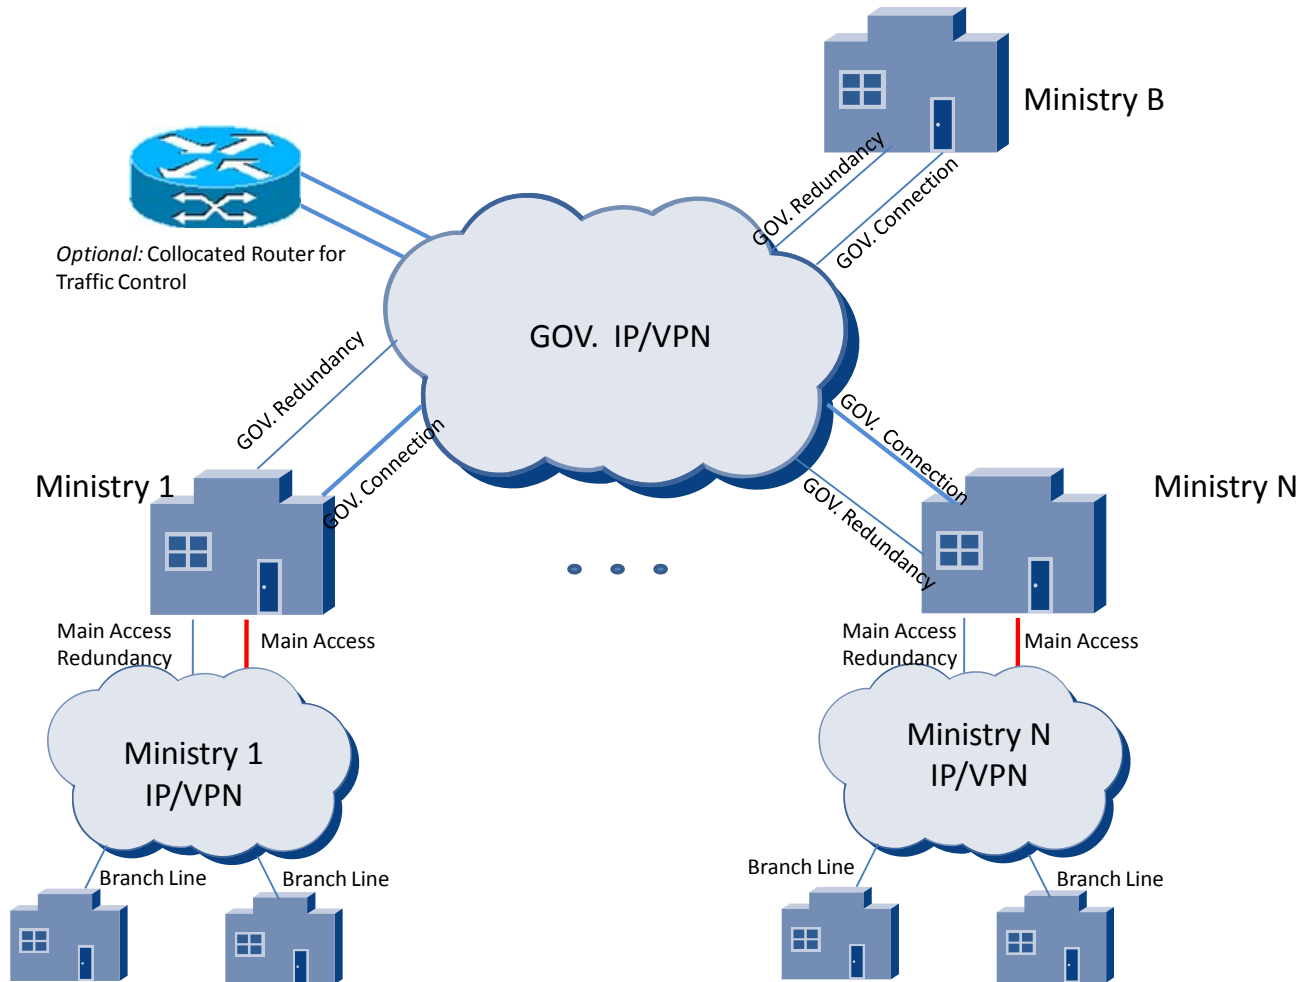 Ministry B
GOV. Redundancy
GOV. Connection
Optional: Collocated Router for
Traffic Control
GOV.  IP/VPN
GOV. Redundancy
GOV. Connection
GOV.  Connection
GOV. Redundancy
Ministry 1
Ministry N
Main Access
Redundancy
Main Access
Main Access
Redundancy
Main Access
Ministry 1
IP/VPN
Ministry N
IP/VPN
Branch Line
Branch Line
Branch Line
Branch Line